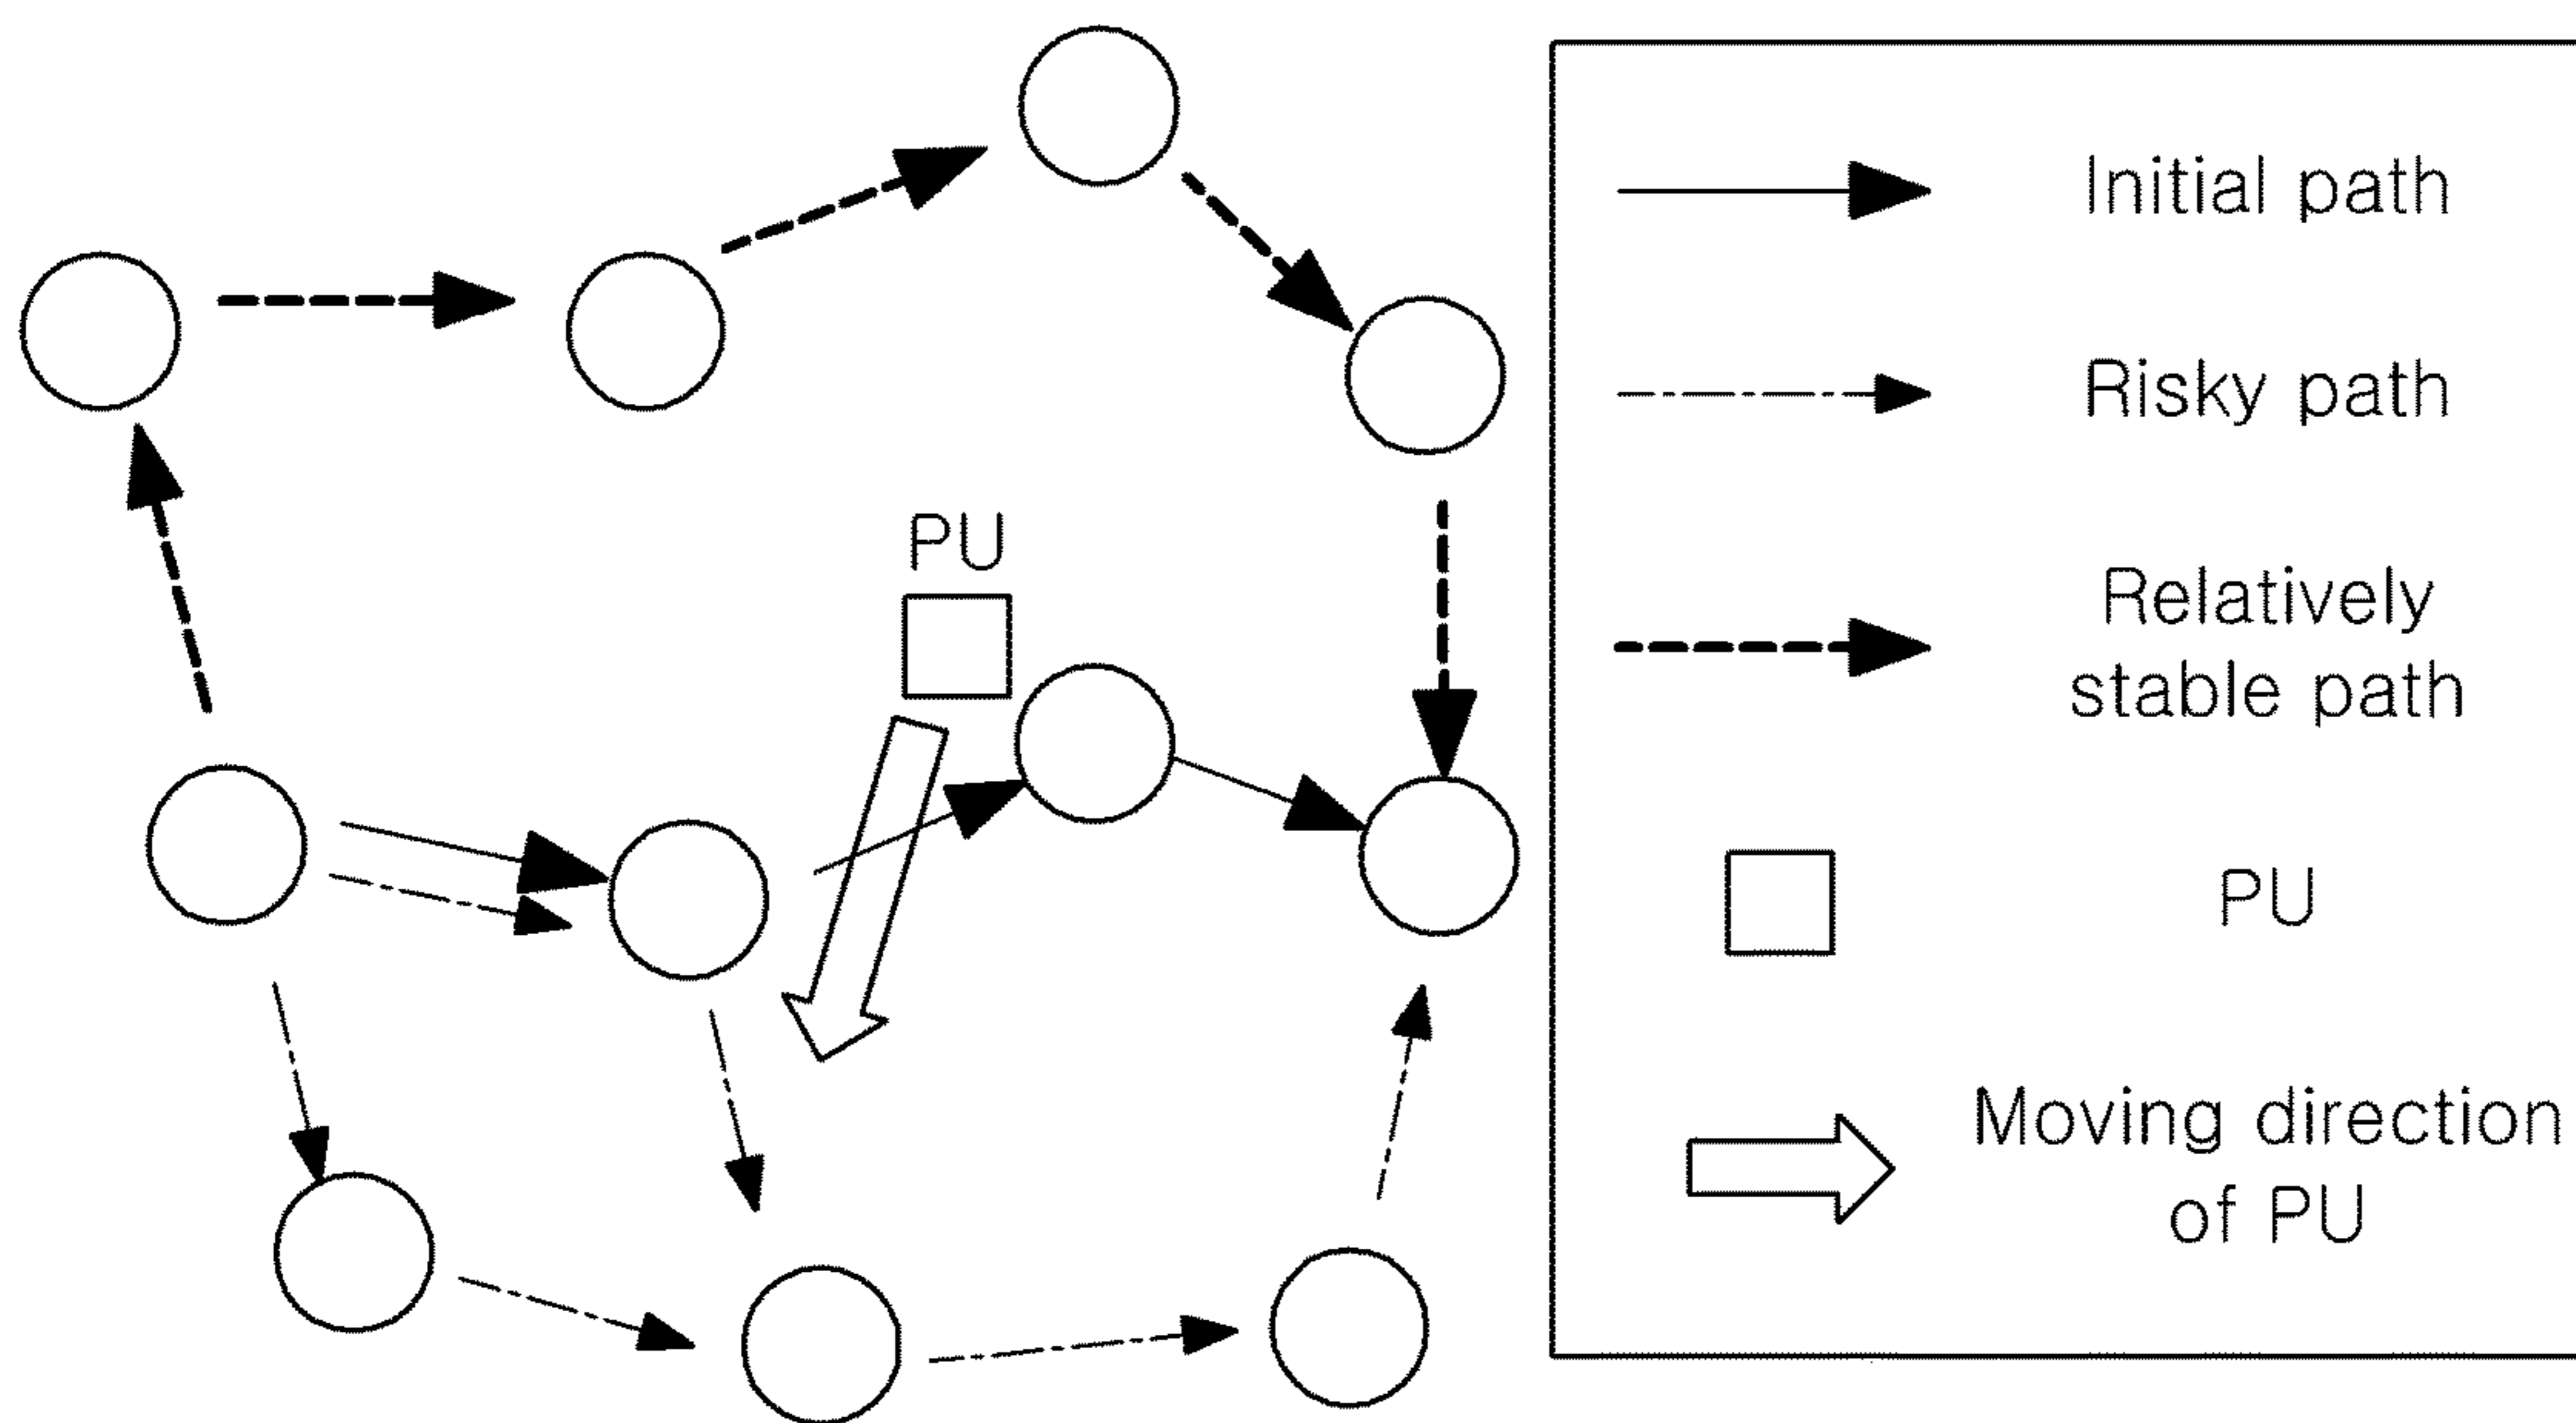 PU
Initial path
Risky path
Relatively
stable path
PU
Moving direction
of PU